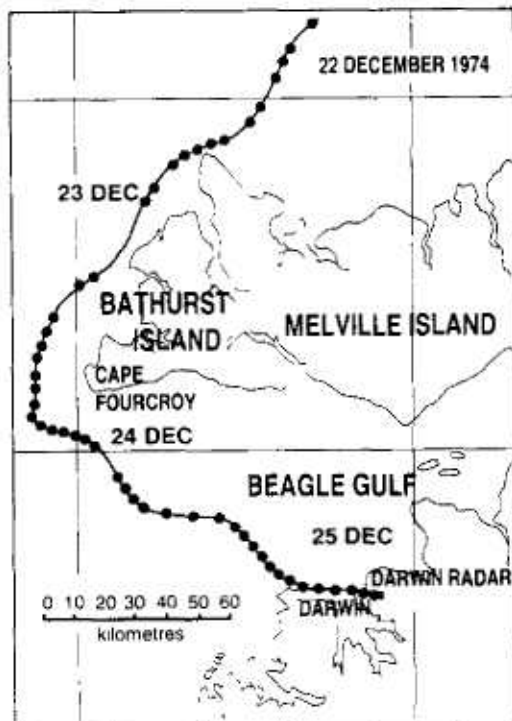 22 DECEMBER 1974
23 DEC
BATHURST
ISLAND
MELVILLE ISLAND
CAPE
FOURCROY
24 DEC
BEAGLE GULF
25 DEC
DARWIN RADAR
DARWIN
0 10 20 30 40 50 60
kilometres